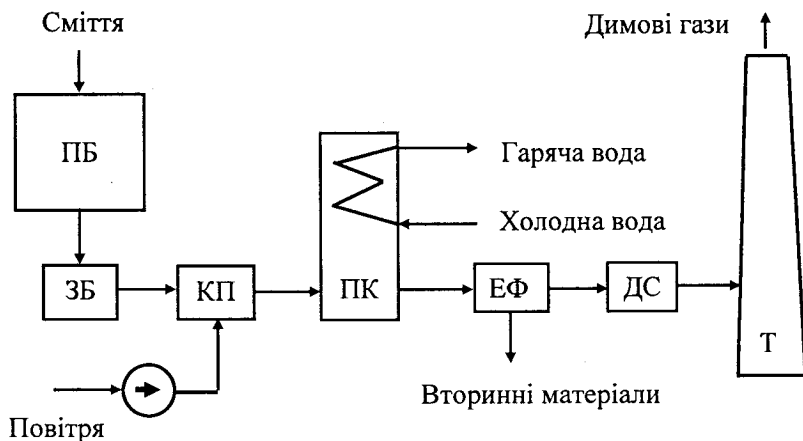 Сміття
Димові гази
ПБ
Гаряча вода
Холодна вода
ЗБ
КП
ПК
ЕФ
ДС
Т
Вторинні матеріали
Повітря